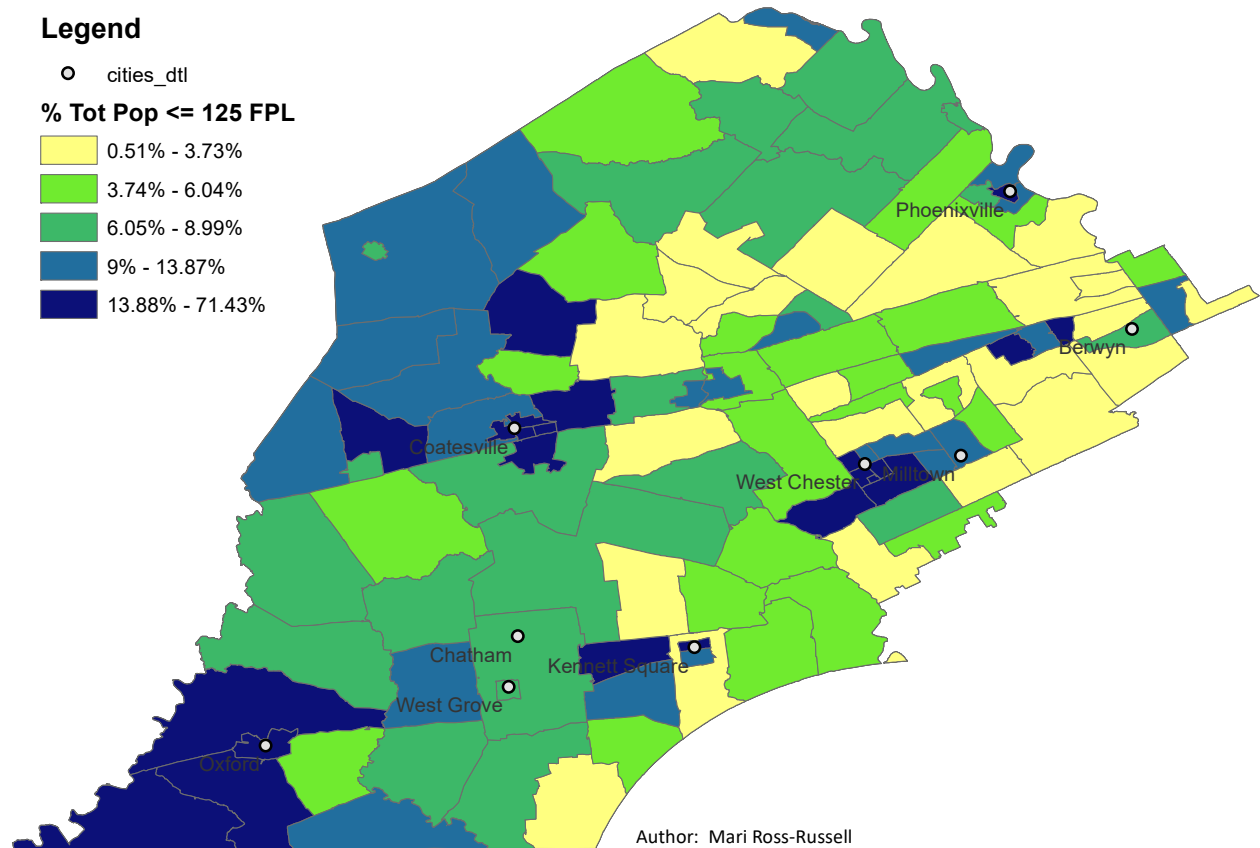 Legend
cities_dtl
% Tot Pop <= 125 FPL
0.51% - 3.73%
3.74% - 6.04%
6.05% - 8.99%
9% - 13.87%
13.88% - 71.43%
Phoenixville
Berwyn
Coatesville
West Chester
Milltown
Chatham
Kennett Square
West Grove
Oxford
Author: Mari Ross-Russell